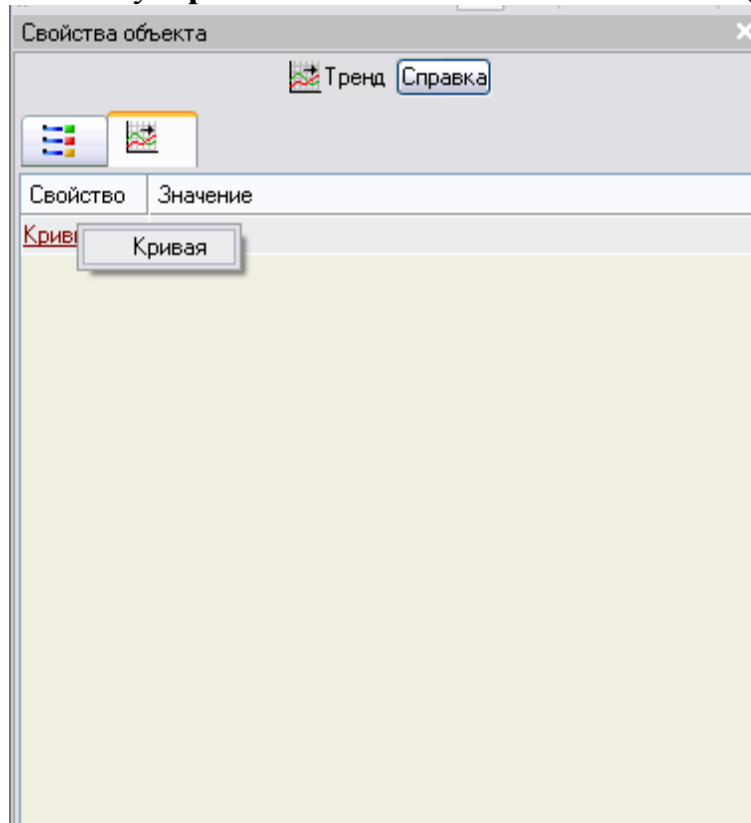 Свойства объекта
Тренд Справка
Свойство Значение
Кривая